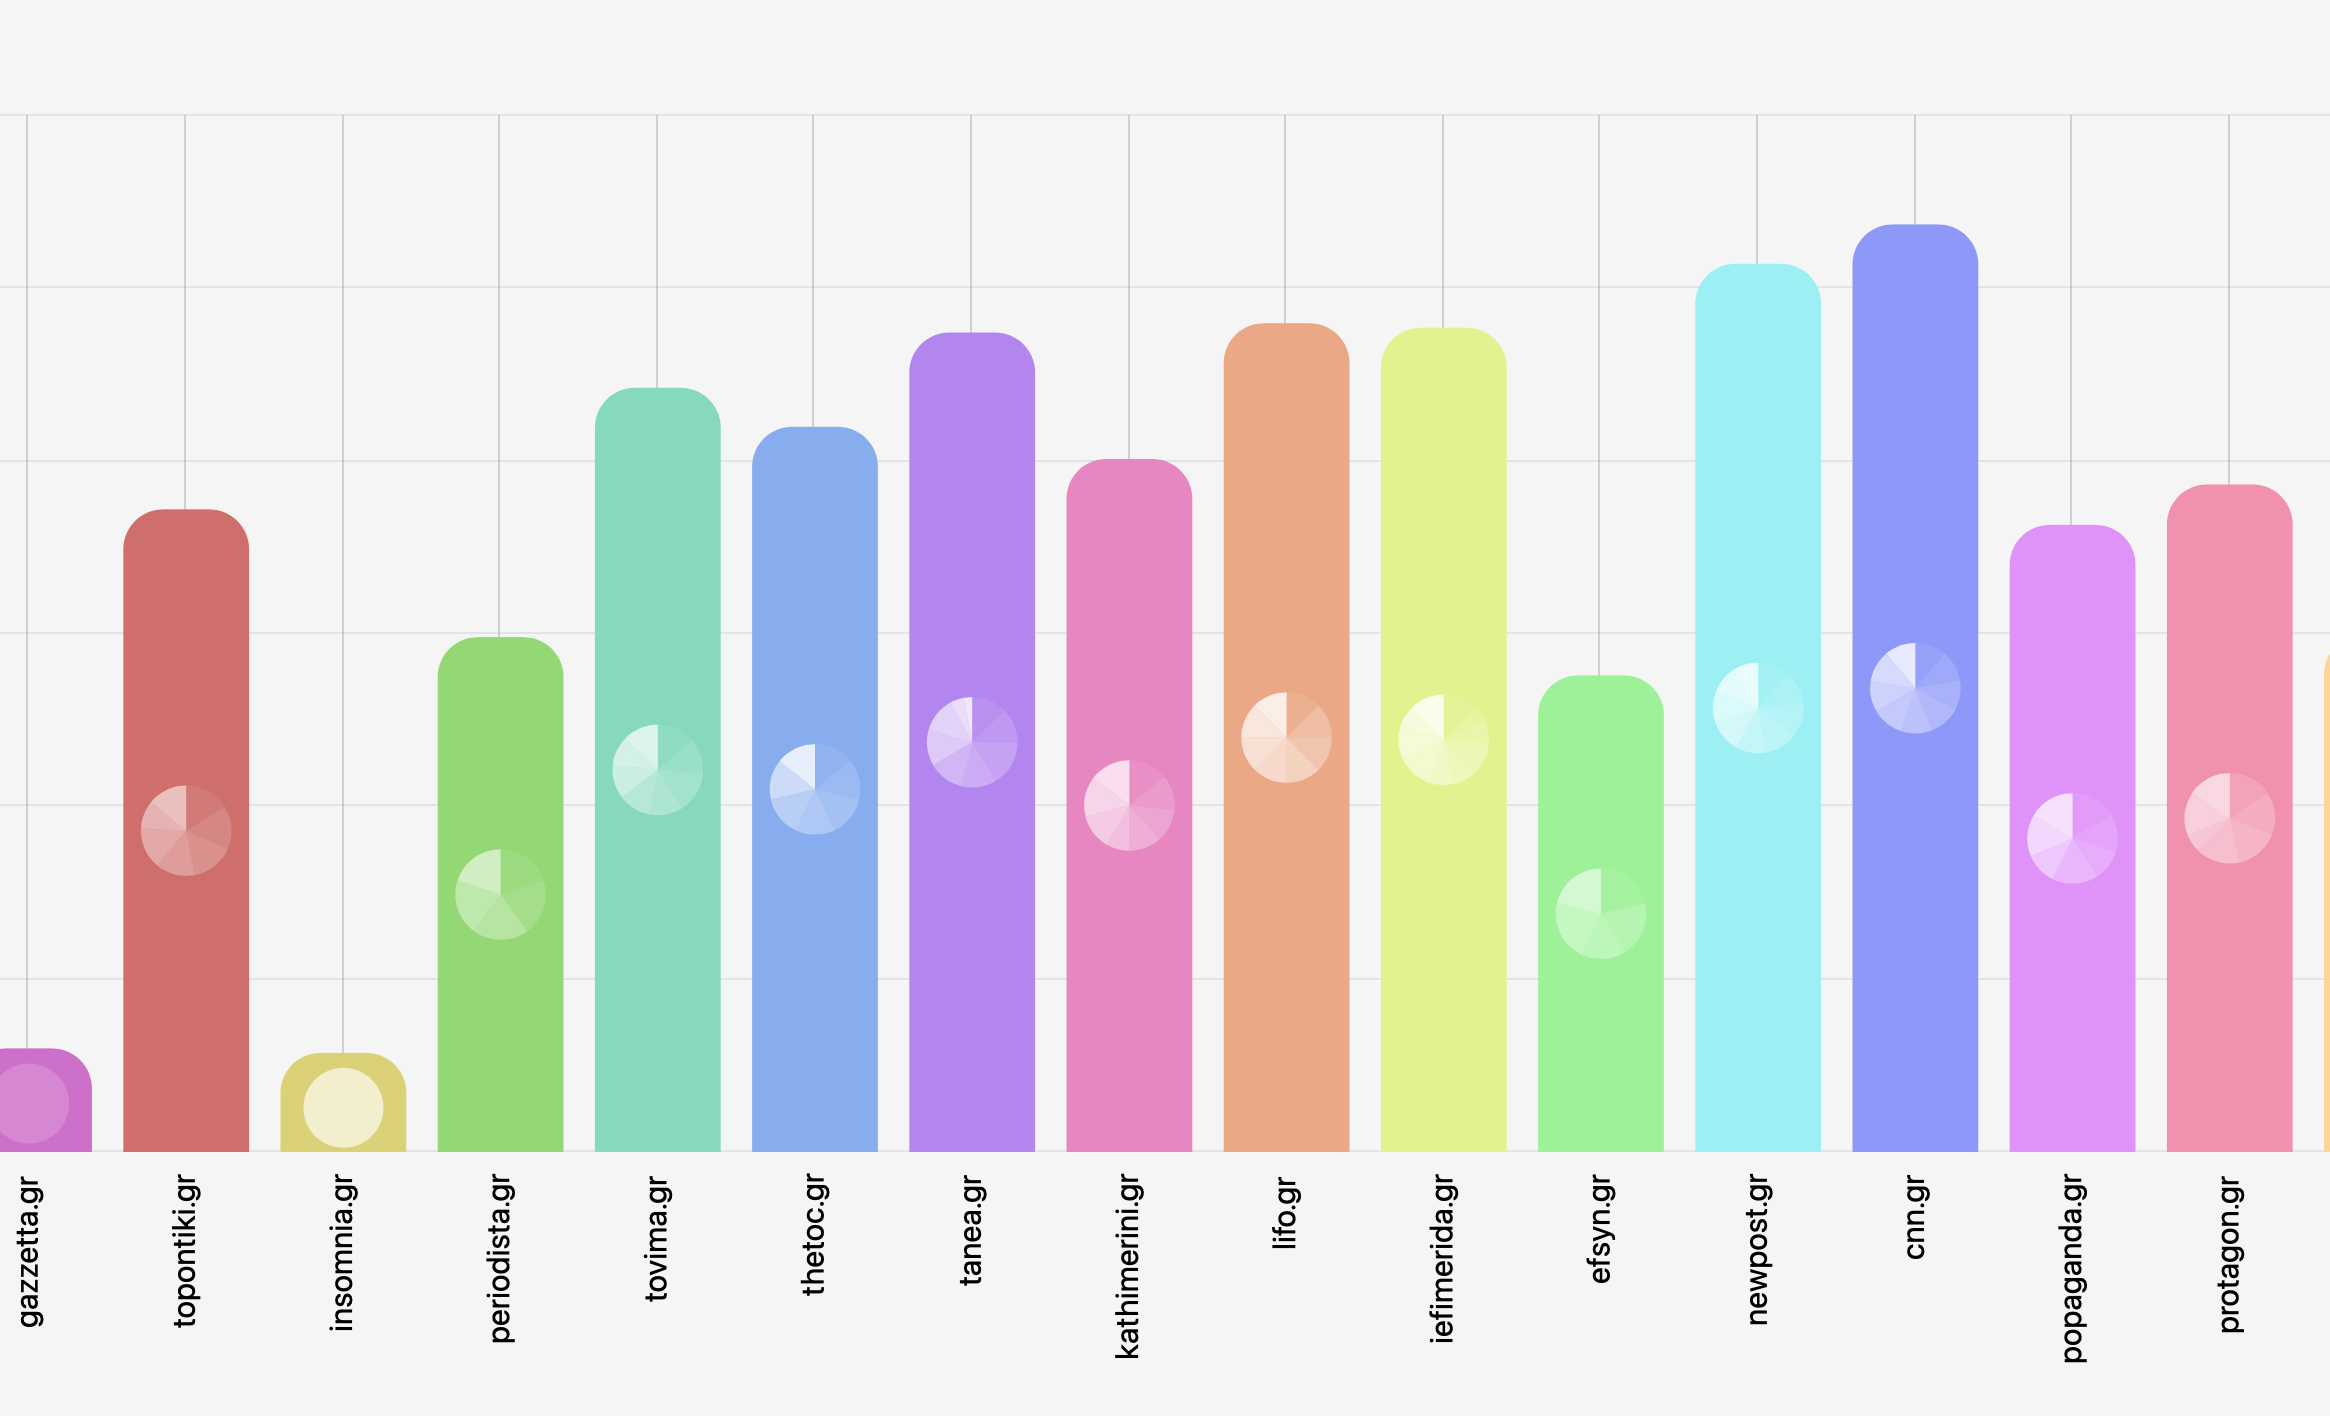 gazzetta.gr
topontiki.gr
insomnia.gr
periodista.gr
tovima.gr
thetoc.gr
tanea.gr
kathimerini.gr
lifo.gr
iefimerida.gr
efsyn.gr
newpost.gr
cnn.gr
popaganda.gr
protagon.gr